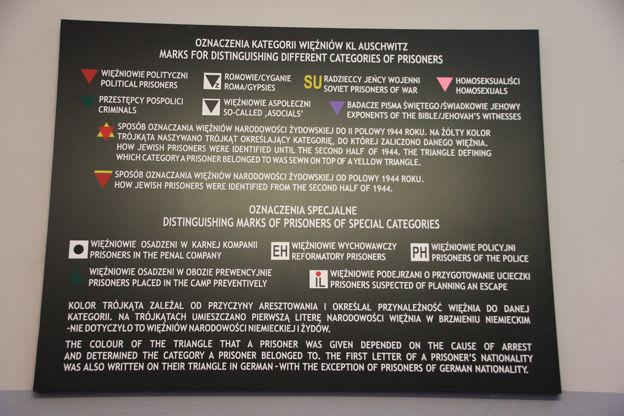 OZNACZENIA KATEGORII WIĘŹNIÓW KL AUSCHWITZ
MARKS FOR DISTINGUISHING DIFFERENT CATEGORIES OF PRISONERS
WIĘŹNIOWIE POLITYCZNI
POLITICAL PRISONERS
Z
ROMOWIE/CYGANIE
ROMA/GYPSIES
SU
RADZIECCY JEŃCY WOJENNI
SOVIET PRISONERS OF WAR
HOMOSEKSUALIŚCI
HOMOSEXUALS
PRZESTĘPCY POSPOLICI
CRIMINALS
WIĘŹNIOWIE ASPOŁECZNI
SO-CALLED „ASOCIALS"
BADACZE PISMA ŚWIĘTEGO/ŚWIADKOWIE JEHOWY
EXPONENTS OF THE BIBLE/JEHOVAH'S WITNESSES
SPOSÓB OZNACZANIA WIĘŹNIÓW NARODOWOŚCI ŻYDOWSKIEJ DO II POŁOWY 1944 ROKU. NA ŻÓŁTY KOLOR
TRÓJKĄTA NASZYWANO TRÓJKĄT OKREŚLAJĄCY KATEGORIĘ, DO KTÓREJ ZALICZONO DANEGO WIĘŹNIA.
HOW JEWISH PRISONERS WERE IDENTIFIED UNTIL THE SECOND HALF OF 1944. THE TRIANGLE DEFINING
WHICH CATEGORY A PRISONER BELONGED TO WAS SEWN ON TOP OF A YELLOW TRIANGLE.
SPOSÓB OZNACZANIA WIĘŹNIÓW NARODOWOŚCI ŻYDOWSKIEJ OD POŁOWY 1944 ROKU.
HOW JEWISH PRISONERS WERE IDENTIFIED FROM THE SECOND HALF OF 1944.
OZNACZENIA SPECJALNE
DISTINGUISHING MARKS OF PRISONERS OF SPECIAL CATEGORIES
WIĘŹNIOWIE OSADZENI W KARNEJ KOMPANII
PRISONERS IN THE PENAL COMPANY
EH
WIĘŹNIOWIE WYCHOWAWCZY
REFORMATORY PRISONERS
PH
WIĘŹNIOWIE POLICYJNI
PRISONERS OF THE POLICE
WIĘŹNIOWIE OSADZENI W OBOZIE PREWENCYJNIE
PRISONERS PLACED IN THE CAMP PREVENTIVELY
iL
WIĘŹNIOWIE PODEJRZANI O PRZYGOTOWANIE UCIECZKI
PRISONERS SUSPECTED OF PLANNING AN ESCAPE
KOLOR TRÓJKĄTA ZALEŻAŁ OD PRZYCZYNY ARESZTOWANIA I OKREŚLAŁ PRZYNALEŻNOŚĆ WIĘŹNIA DO DANEJ
KATEGORII. NA TRÓJKĄTACH UMIESZCZANO PIERWSZĄ LITERĘ NARODOWOŚCI WIĘŹNIA W BRZMIENIU NIEMIECKIM
-NIE DOTYCZYŁO TO WIĘŹNIÓW NARODOWOŚCI NIEMIECKIEJ I ŻYDÓW.
THE COLOUR OF THE TRIANGLE THAT A PRISONER WAS GIVEN DEPENDED ON THE CAUSE OF ARREST
AND DETERMINED THE CATEGORY A PRISONER BELONGED TO. THE FIRST LETTER OF A PRISONER'S NATIONALITY
WAS ALSO WRITTEN ON THEIR TRIANGLE IN GERMAN - WITH THE EXCEPTION OF PRISONERS OF GERMAN NATIONALITY.